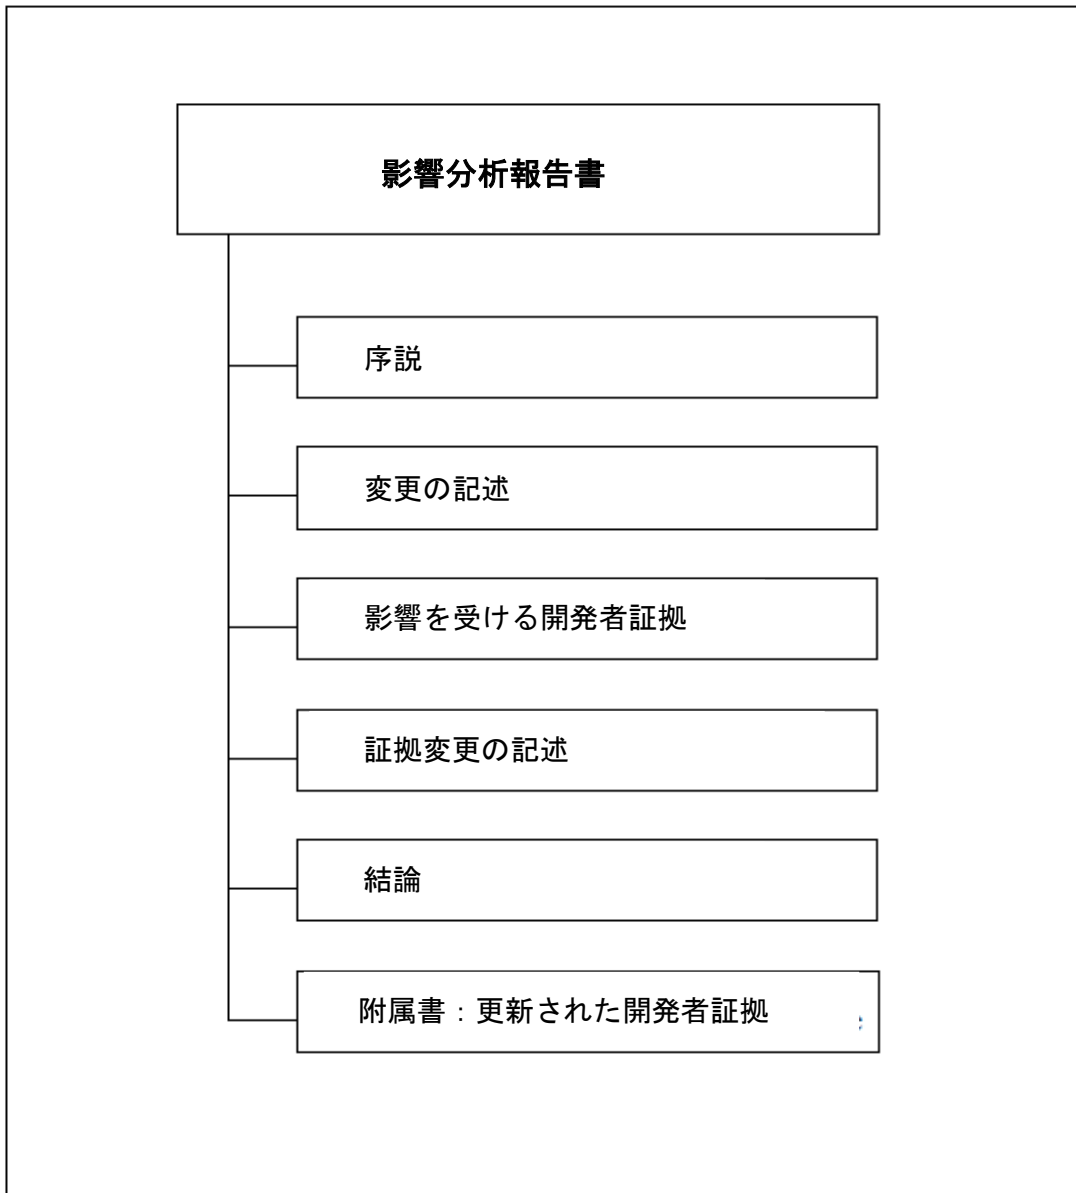 影響分析報告書
序説
変更の記述
影響を受ける開発者証拠
証拠変更の記述
結論
附属書：更新された開発者証拠